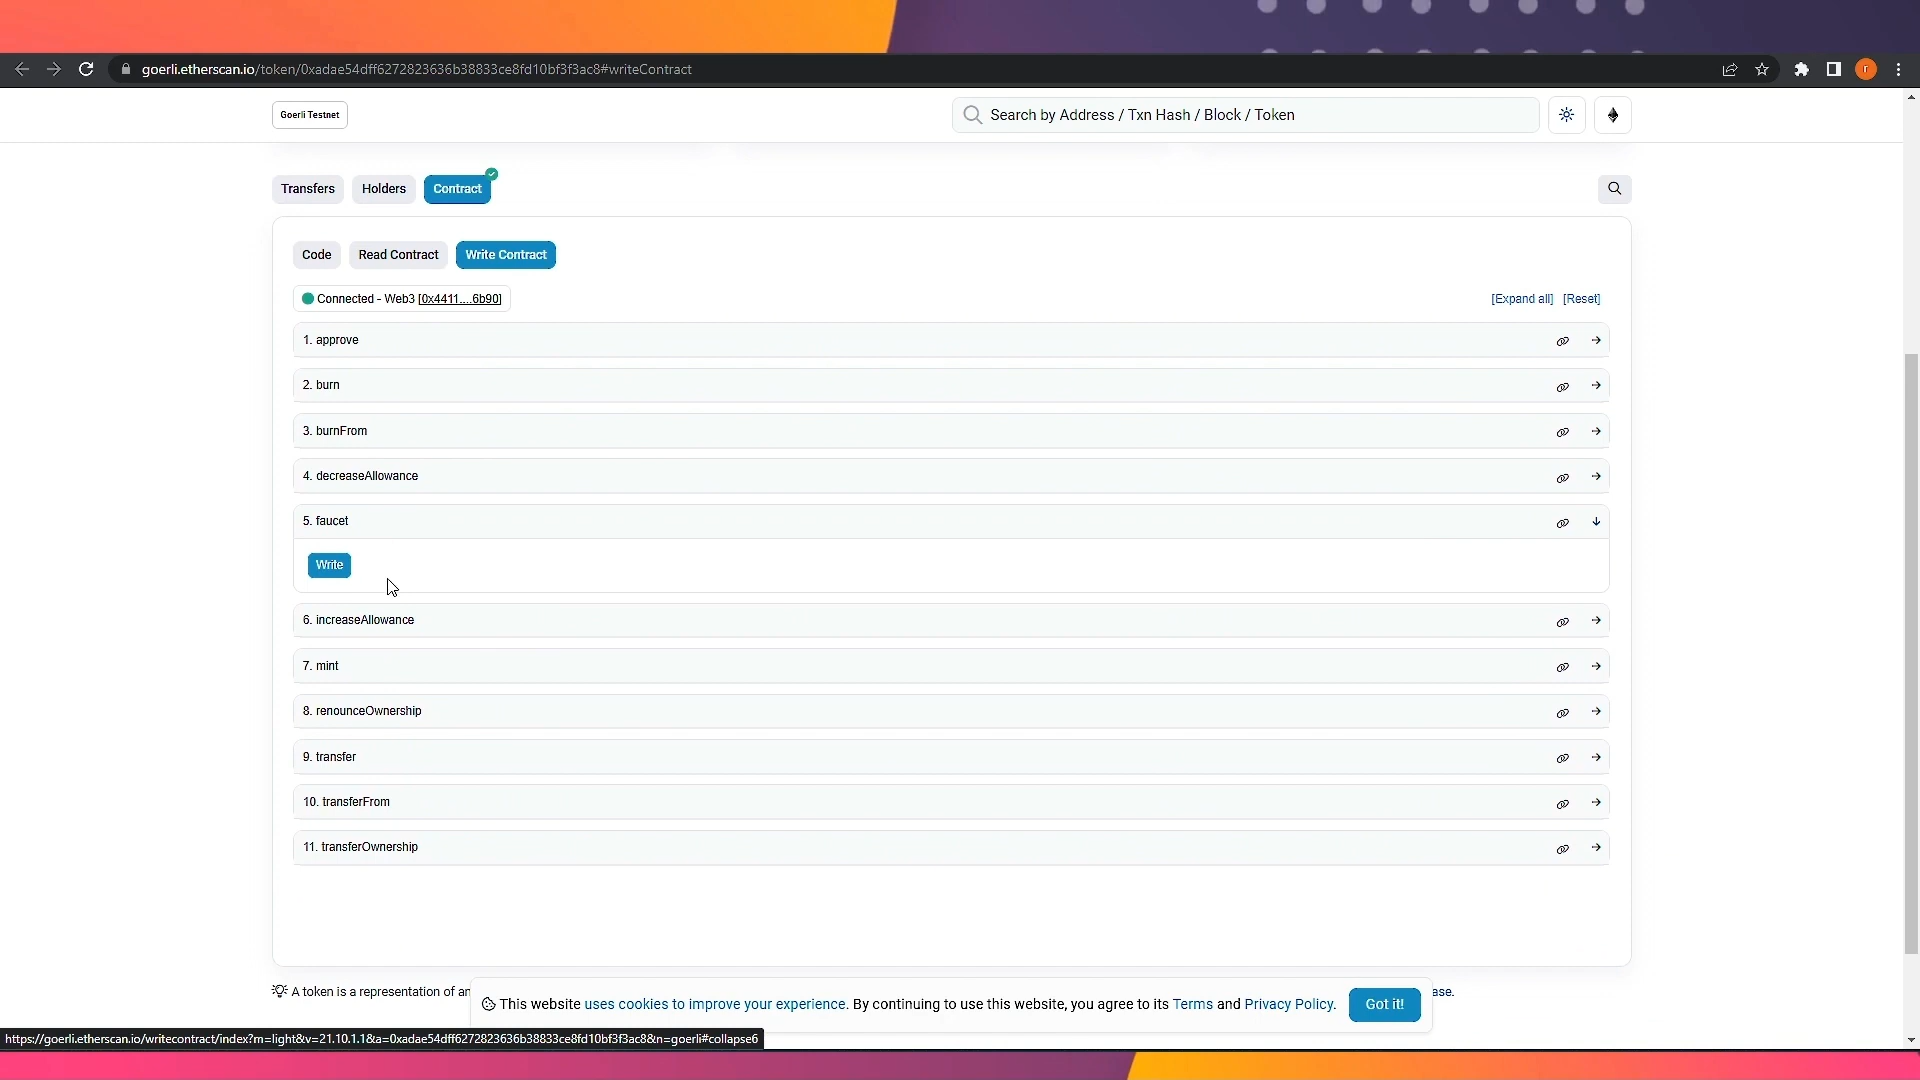 goerli.etherscan.io/token/0xadae54dff6272823636b38833ce8fd10bf3f3ac8#writeContract
Goerli Testnet
Search by Address / Txn Hash / Block / Token
Transfers
Holders
Contract
Code
Read Contract
Write Contract
Connected - Web3 [0x4411....6b90]
[Expand all] [Reset]
1. approve
2. burn
3. burnFrom
4. decreaseAllowance
5. faucet
Write
6. increaseAllowance
7. mint
8. renounceOwnership
9. transfer
10. transferFrom
11. transferOwnership
A token is a representation of an
ase.
This website uses cookies to improve your experience. By continuing to use this website, you agree to its Terms and Privacy Policy.
Got it!
https://goerli.etherscan.io/writecontract/index?m=light&v=21.10.1.1&a=0xadae54dff6272823636b38833ce8fd10bf3f3ac8&n=goerli#collapse6